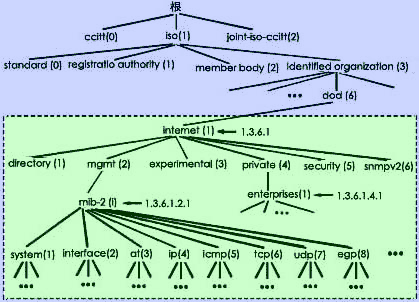 根
ccitt(0) iso(1) joint-iso-ccitt(2)
standard (0) registratio authority (1) member body (2) Identified organization (3)
••• dod (6)
internet (1) 1.3.6.1
directory (1) mgmt (2) experimental (3) private (4) security (5) snmpv2(6)
enterprises(1) 1.3.6.1.4.1
•••
mib-2 (I) 1.3.6.1.2.1
system(1) interface(2) at(3) ip(4) icmp(5) tcp(6) udp(7) egp(8) •••
••• ••• ••• ••• ••• ••• ••• •••